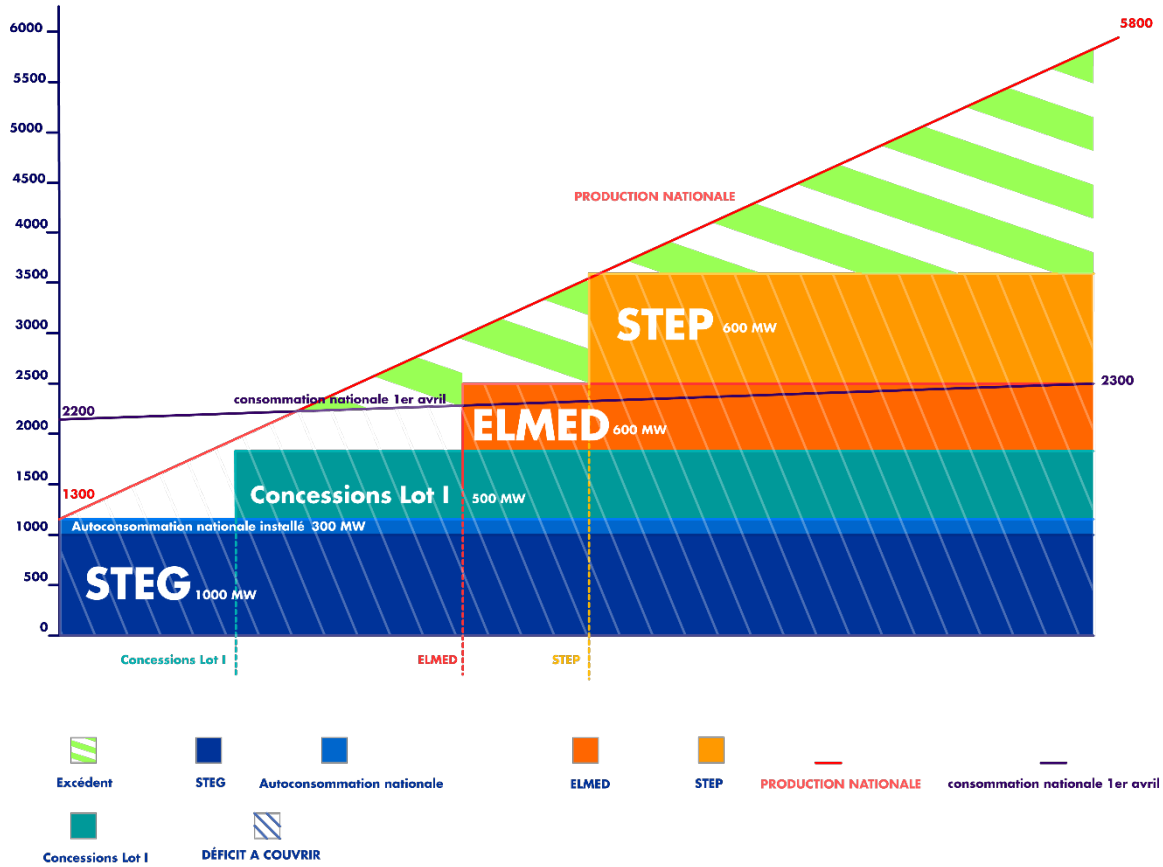 6000
5500
5000
4500
4000
3500
3000
2500
2000
1500
1000
500
0
5800
PRODUCTION NATIONALE
STEP 600 MW
2300
consommation nationale 1er avril
2200
ELMED 600 MW
1300
Concessions Lot I 500 MW
Autoconsommation nationale installé 300 MW
STEG 1000 MW
Concessions Lot I
ELMED
STEP
Excédent
STEG
Autoconsommation nationale
ELMED
STEP
PRODUCTION NATIONALE
consommation nationale 1er avril
Concessions Lot I
DÉFICIT A COUVRIR